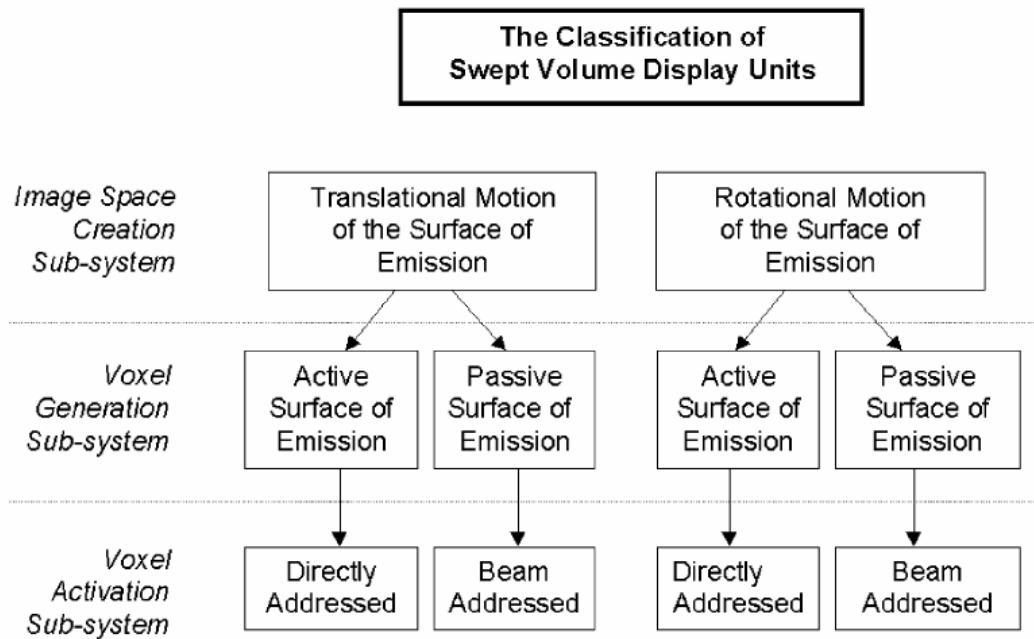 The Classification of
Swept Volume Display Units
Image Space
Creation
Sub-system
Translational Motion
of the Surface of
Emission
Rotational Motion
of the Surface of
Emission
Voxel
Generation
Sub-system
Active
Surface of
Emission
Passive
Surface of
Emission
Active
Surface of
Emission
Passive
Surface of
Emission
Voxel
Activation
Sub-system
Directly
Addressed
Beam
Addressed
Directly
Addressed
Beam
Addressed